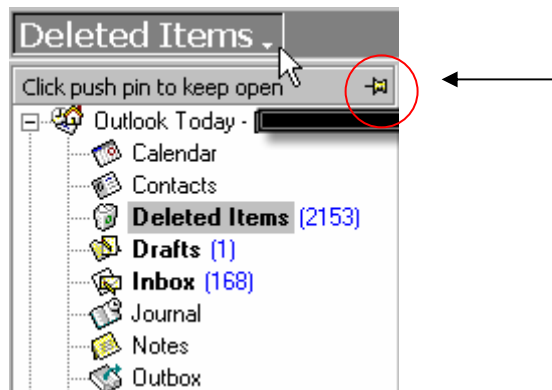 Deleted Items
Click push pin to keep open
Outlook Today -
Calendar
Contacts
Deleted Items (2153)
Drafts (1)
Inbox (168)
Journal
Notes
Outbox